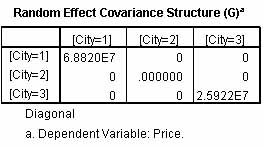 Random Effect Covariance Structure (G)ª
[City=1] [City=2] [City=3]
[City=1] 6.8820E7 0 0
[City=2] 0 .000000 0
[City=3] 0 0 2.5922E7
Diagonal
a. Dependent Variable: Price.